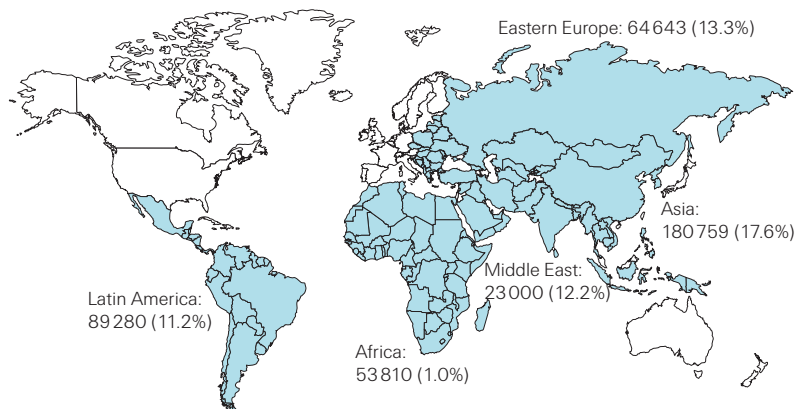 Eastern Europe: 64 643 (13.3%)
Asia:
180 759 (17.6%)
Middle East:
23 000 (12.2%)
Latin America:
89 280 (11.2%)
Africa:
53 810 (1.0%)